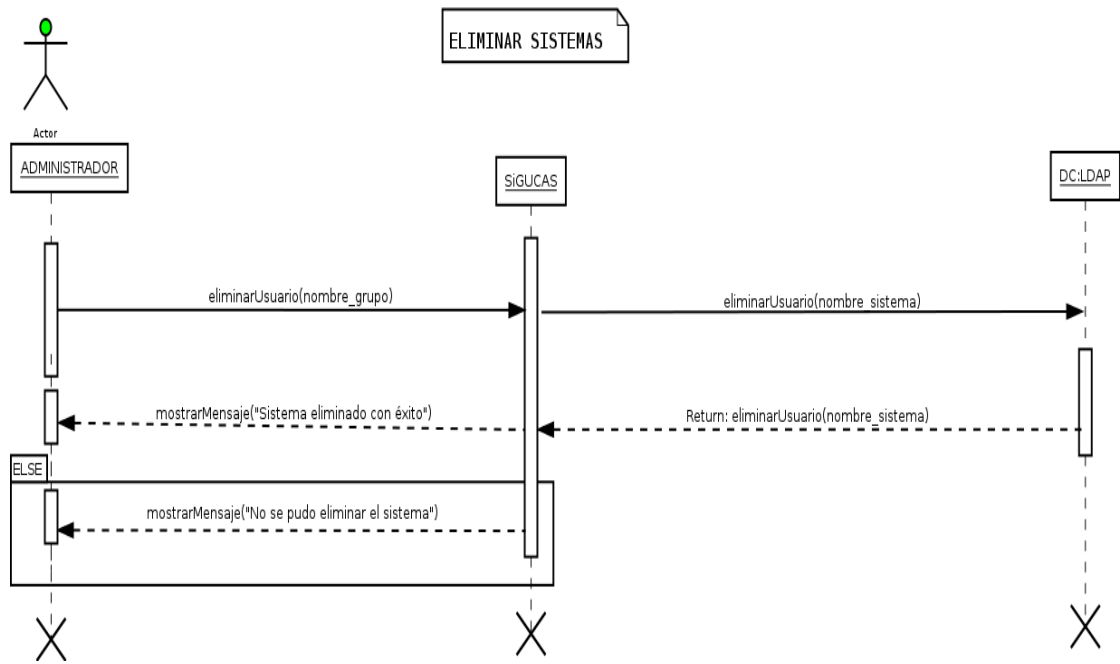 ELIMINAR SISTEMAS
Actor
ADMINISTRADOR
SiGUCAS
DC:LDAP
eliminarUsuario(nombre_grupo)
eliminarUsuario(nombre_sistema)
mostrarMensaje("Sistema eliminado con éxito")
Return: eliminarUsuario(nombre_sistema)
ELSE
mostrarMensaje("No se pudo eliminar el sistema")